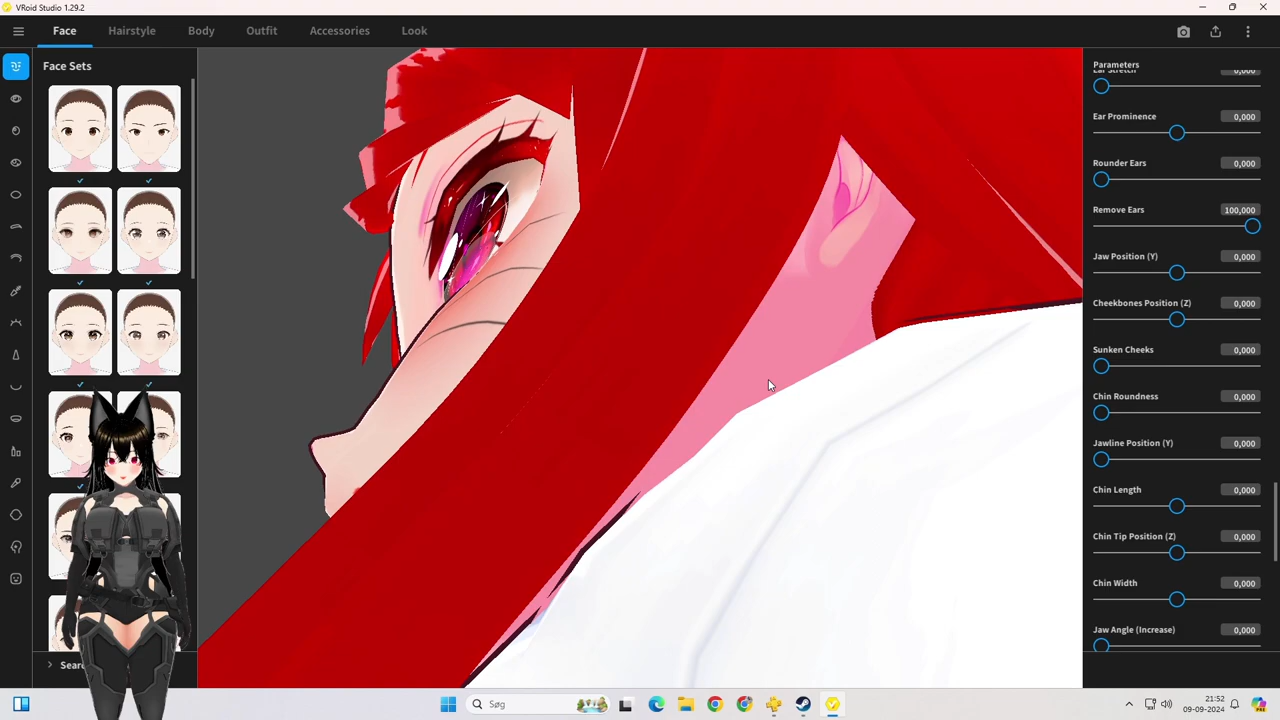 VRoid Studio 1.29.2
Face Hairstyle Body Outfit Accessories Look
Face Sets
Parameters
Ear Stretch 0,000
Ear Prominence 0,000
Rounder Ears 0,000
Remove Ears 100,000
Jaw Position (Y) 0,000
Cheekbones Position (Z) 0,000
Sunken Cheeks 0,000
Chin Roundness 0,000
Jawline Position (Y) 0,000
Chin Length 0,000
Chin Tip Position (Z) 0,000
Chin Width 0,000
Jaw Angle (Increase) 0,000
Sear
Søg
21:52
09-09-2024